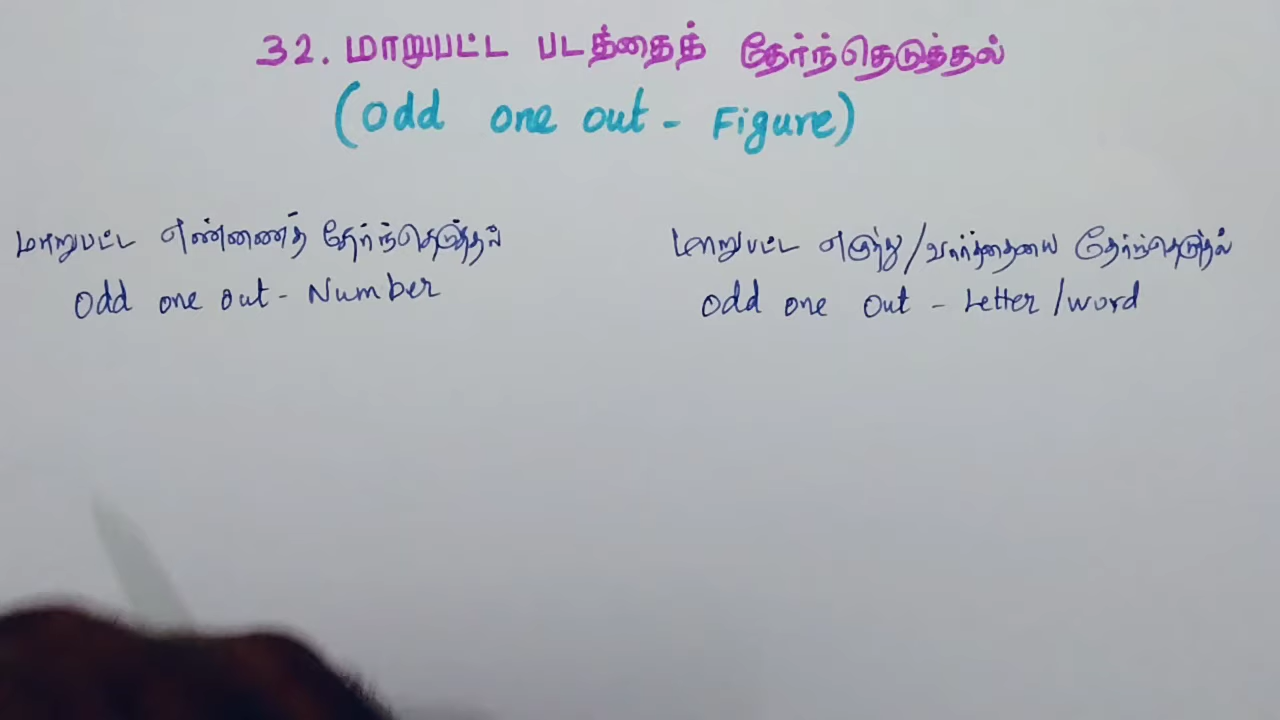 32. மாறுபட்ட படத்தைத் தேர்ந்தெடுத்தல்
(Odd one out - Figure)
மாறுபட்ட எண்ணைத் தேர்ந்தெடுத்தல்
Odd one out - Number
மாறுபட்ட எழுத்து/வார்த்தையை தேர்ந்தெடுத்தல்
Odd one out - Letter/word